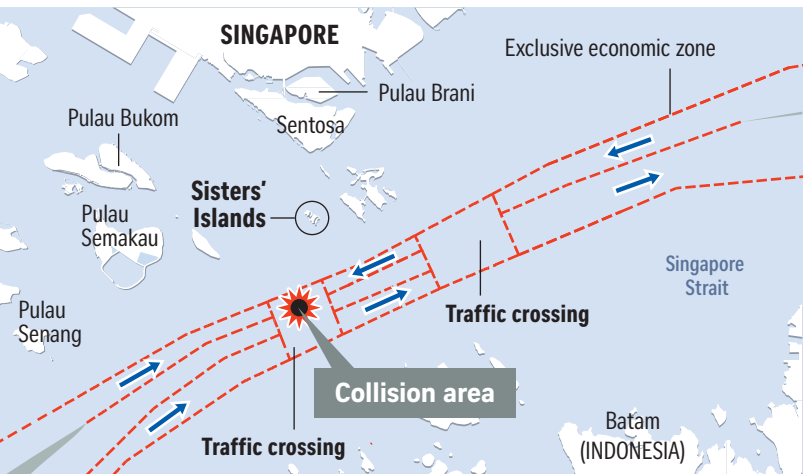 SINGAPORE
Exclusive economic zone
Pulau Brani
Pulau Bukom
Sentosa
Sisters'
Islands
Pulau
Semakau
Singapore
Strait
Pulau
Senang
Traffic crossing
Collision area
Batam
(INDONESIA)
Traffic crossing